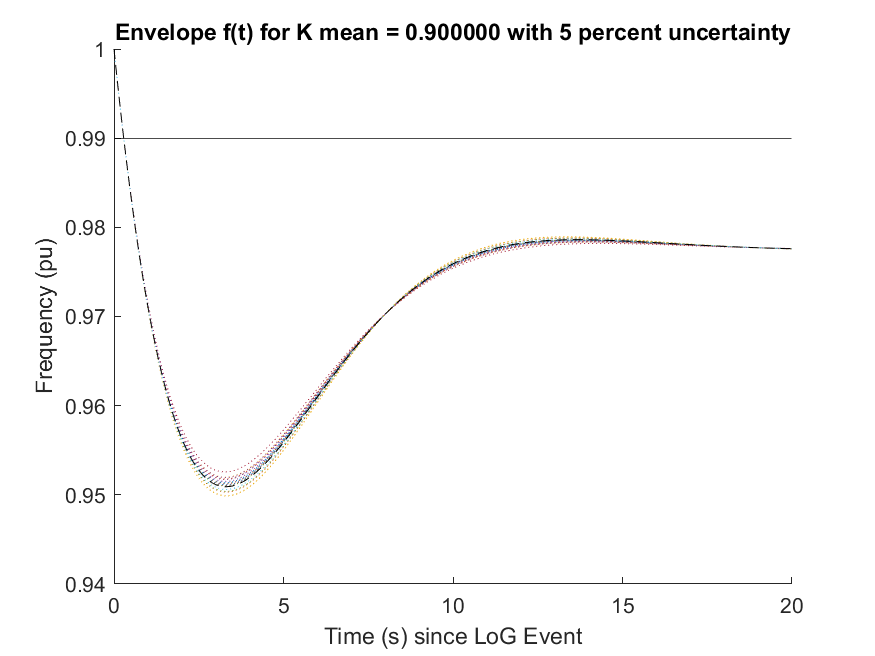 Envelope f(t) for K mean = 0.900000 with 5 percent uncertainty
1
0.99
0.98
0.97
0.96
0.95
0.94
Frequency (pu)
0 5 10 15 20
Time (s) since LoG Event